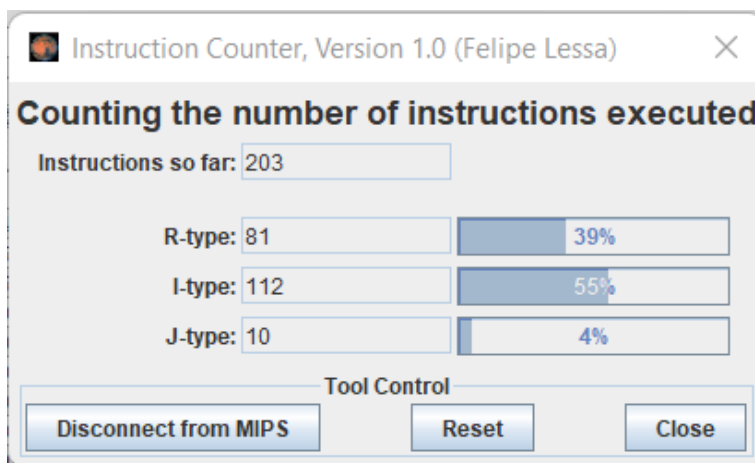 Instruction Counter, Version 1.0 (Felipe Lessa)
Counting the number of instructions executed
Instructions so far: 203
R-type: 81 39%
I-type: 112 55%
J-type: 10 4%
Tool Control
Disconnect from MIPS Reset Close